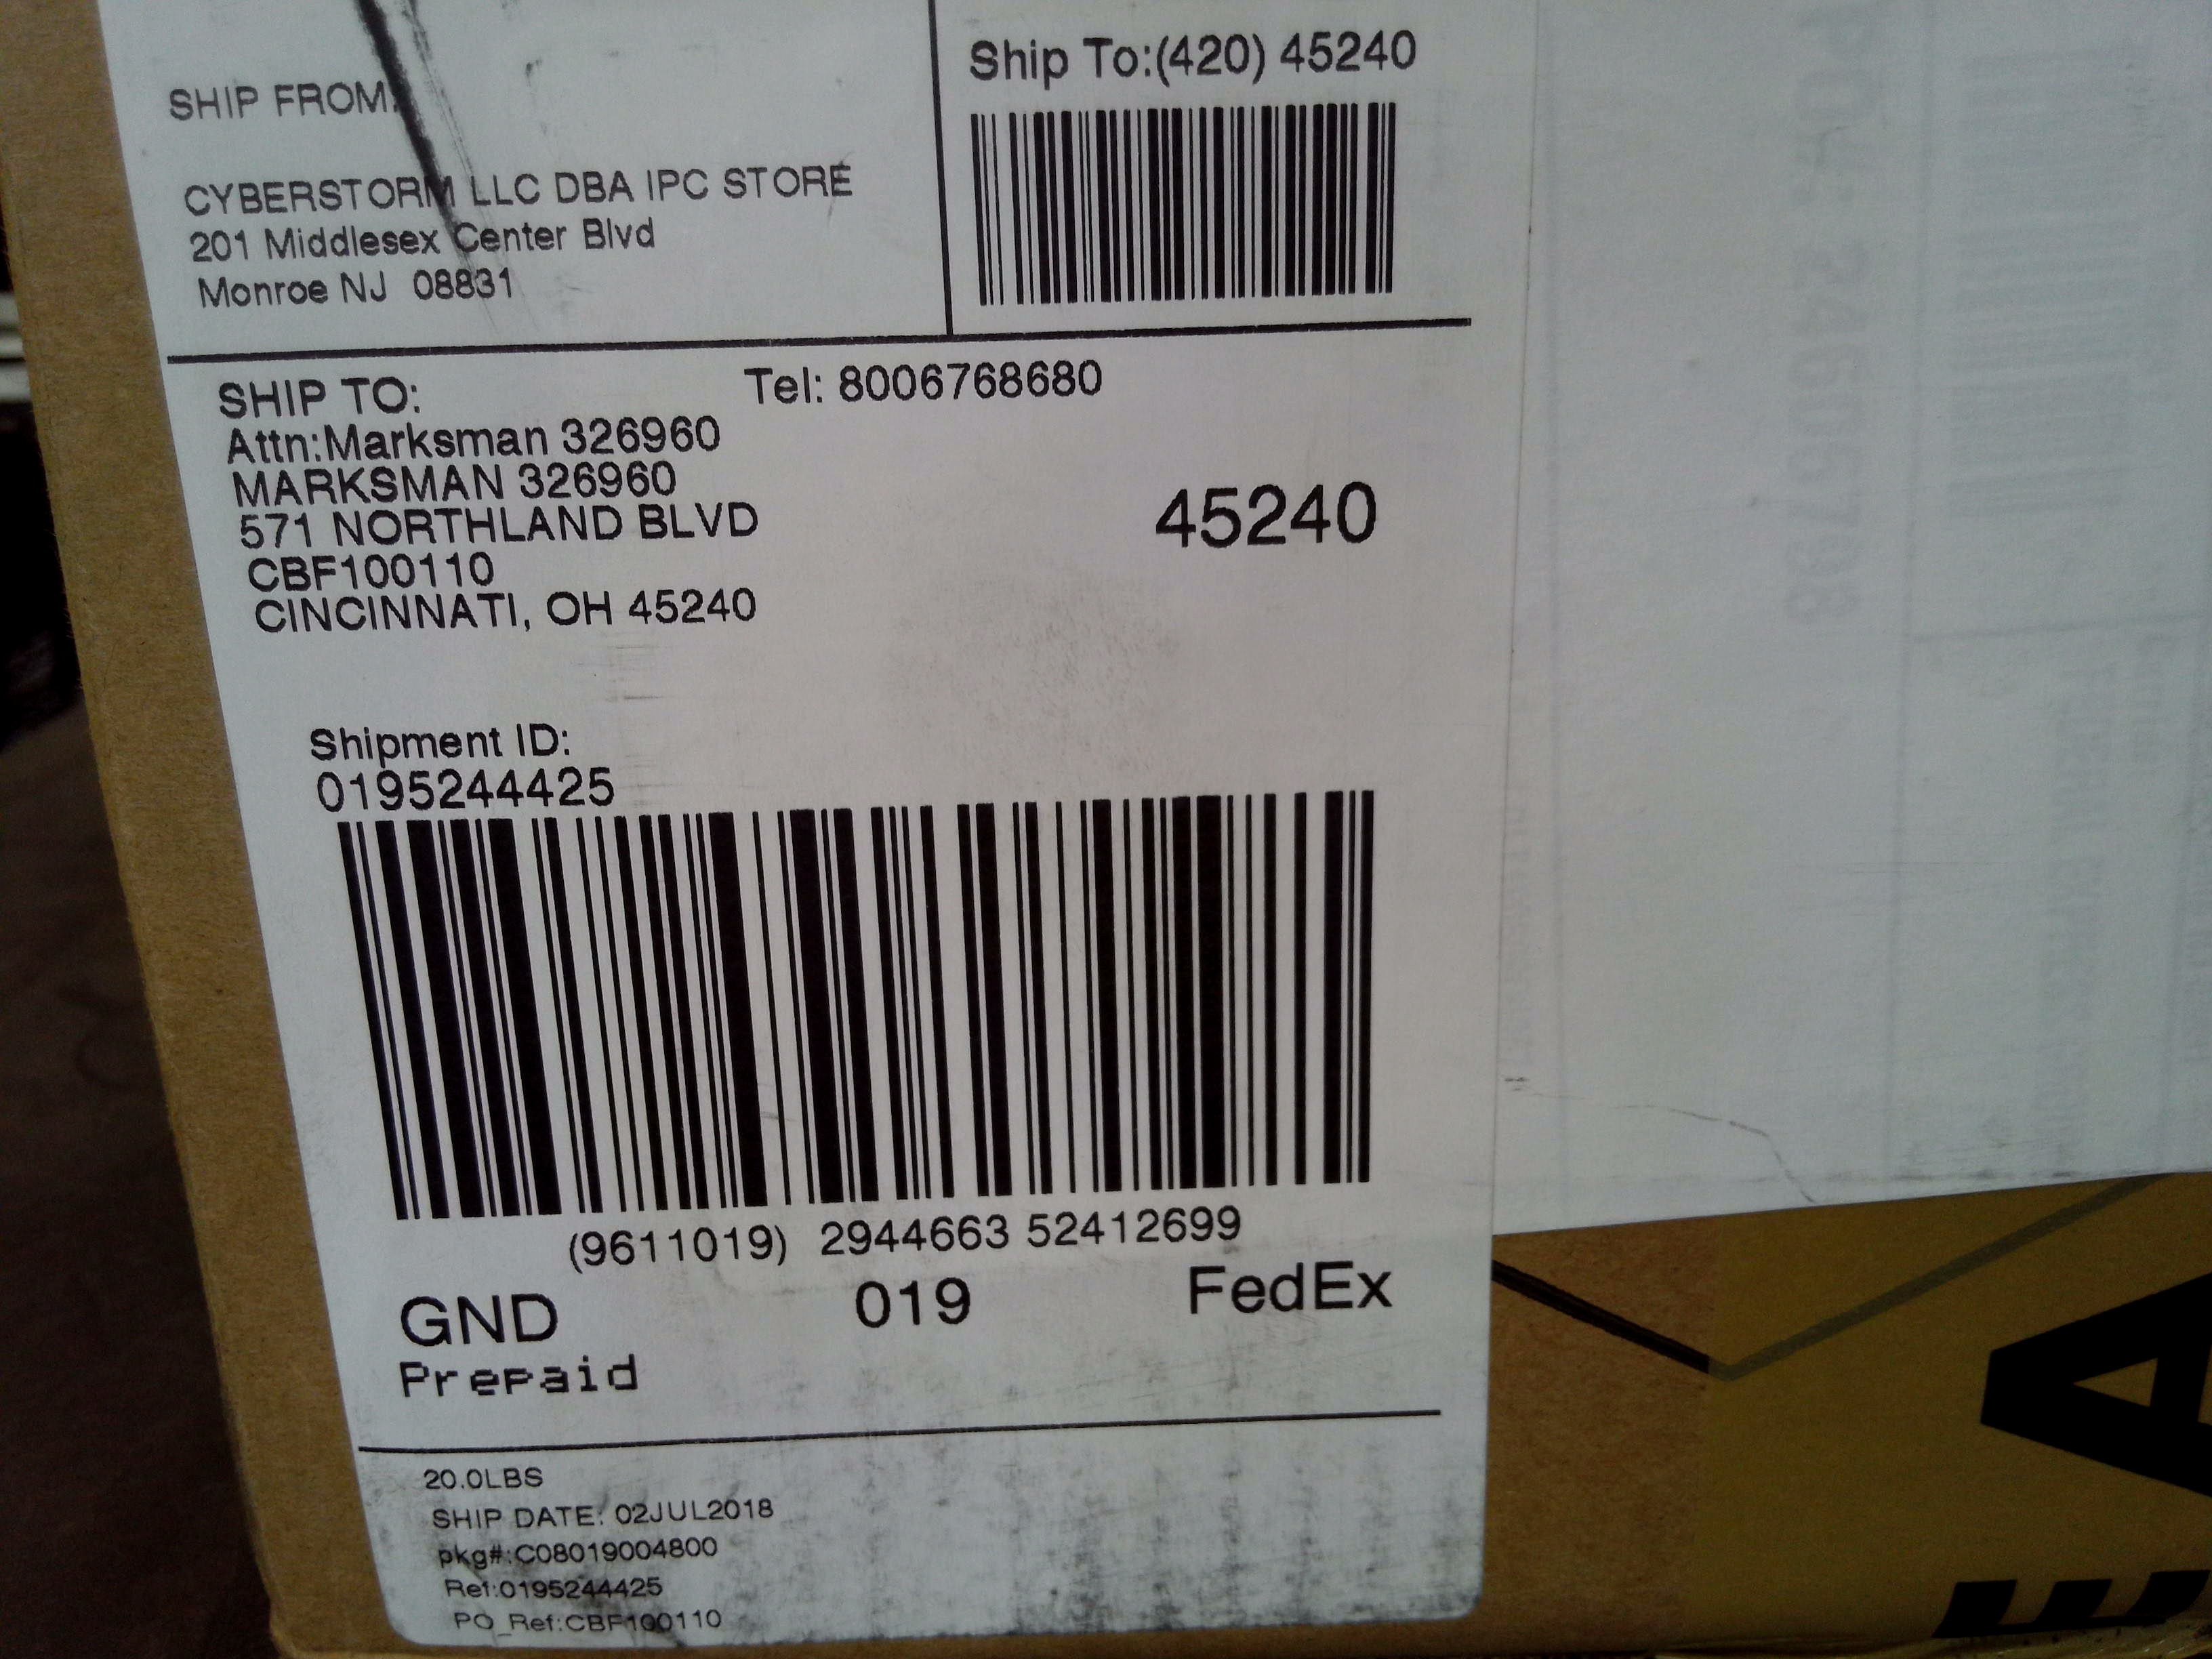 SHIP FROM:
CYBERSTORM LLC DBA IPC STORE
201 Middlesex Center Blvd
Monroe NJ 08831
Ship To:(420) 45240
SHIP TO:
Tel: 8006768680
Attn:Marksman 326960
MARKSMAN 326960
571 NORTHLAND BLVD
CBF100110
CINCINNATI, OH 45240
45240
Shipment ID:
0195244425
(9611019) 2944663 52412699
GND
019
FedEx
Prepaid
20.0LBS
SHIP DATE: 02JUL2018
pkg#:C08019004800
Ref:0195244425
PO_Ref:CBF100110